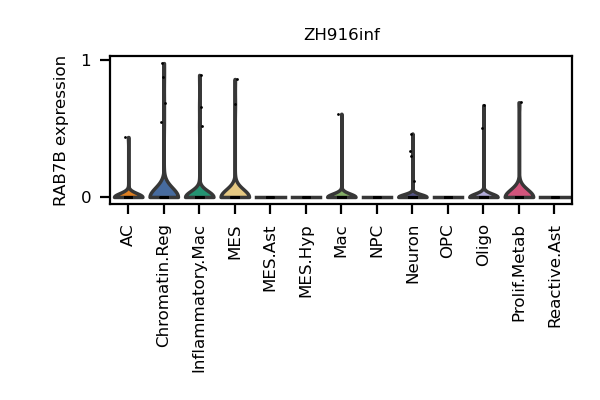 ZH916inf
RAB7B expression
1
0
AC
Chromatin.Reg
Inflammatory.Mac
MES
MES.Ast
MES.Hyp
Mac
NPC
Neuron
OPC
Oligo
Prolif.Metab
Reactive.Ast